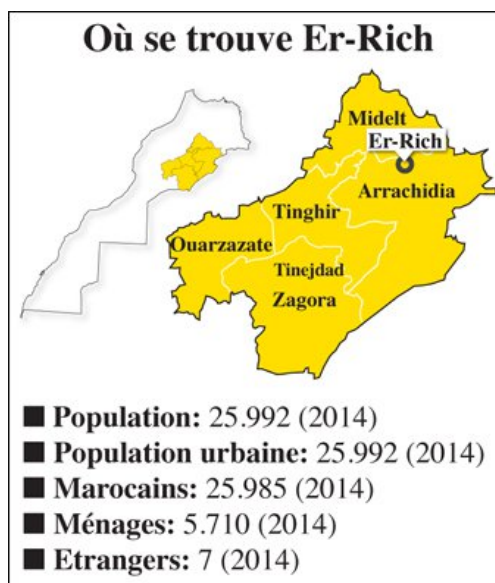 Où se trouve Er-Rich
Midelt
Er-Rich
Arrachidia
Tinghir
Ouarzazate
Tinejdad
Zagora
■ Population: 25.992 (2014)
■ Population urbaine: 25.992 (2014)
■ Marocains: 25.985 (2014)
■ Ménages: 5.710 (2014)
■ Etrangers: 7 (2014)